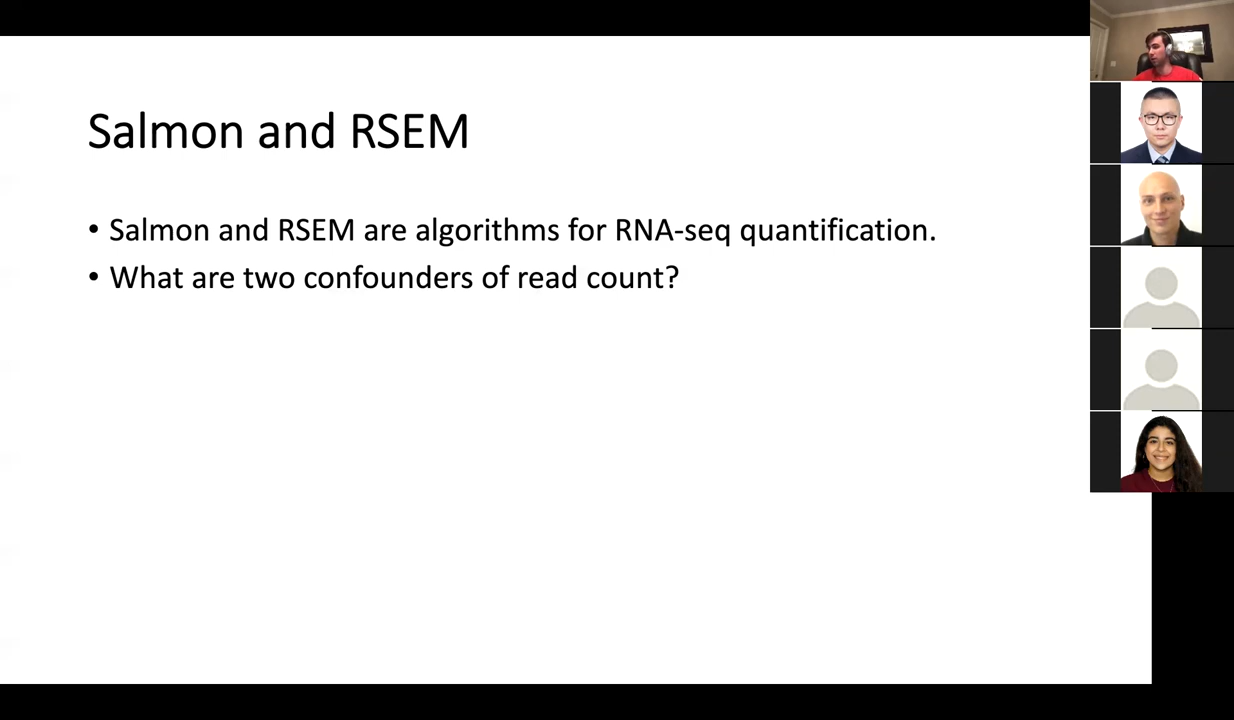 Salmon and RSEM
• Salmon and RSEM are algorithms for RNA-seq quantification.
• What are two confounders of read count?